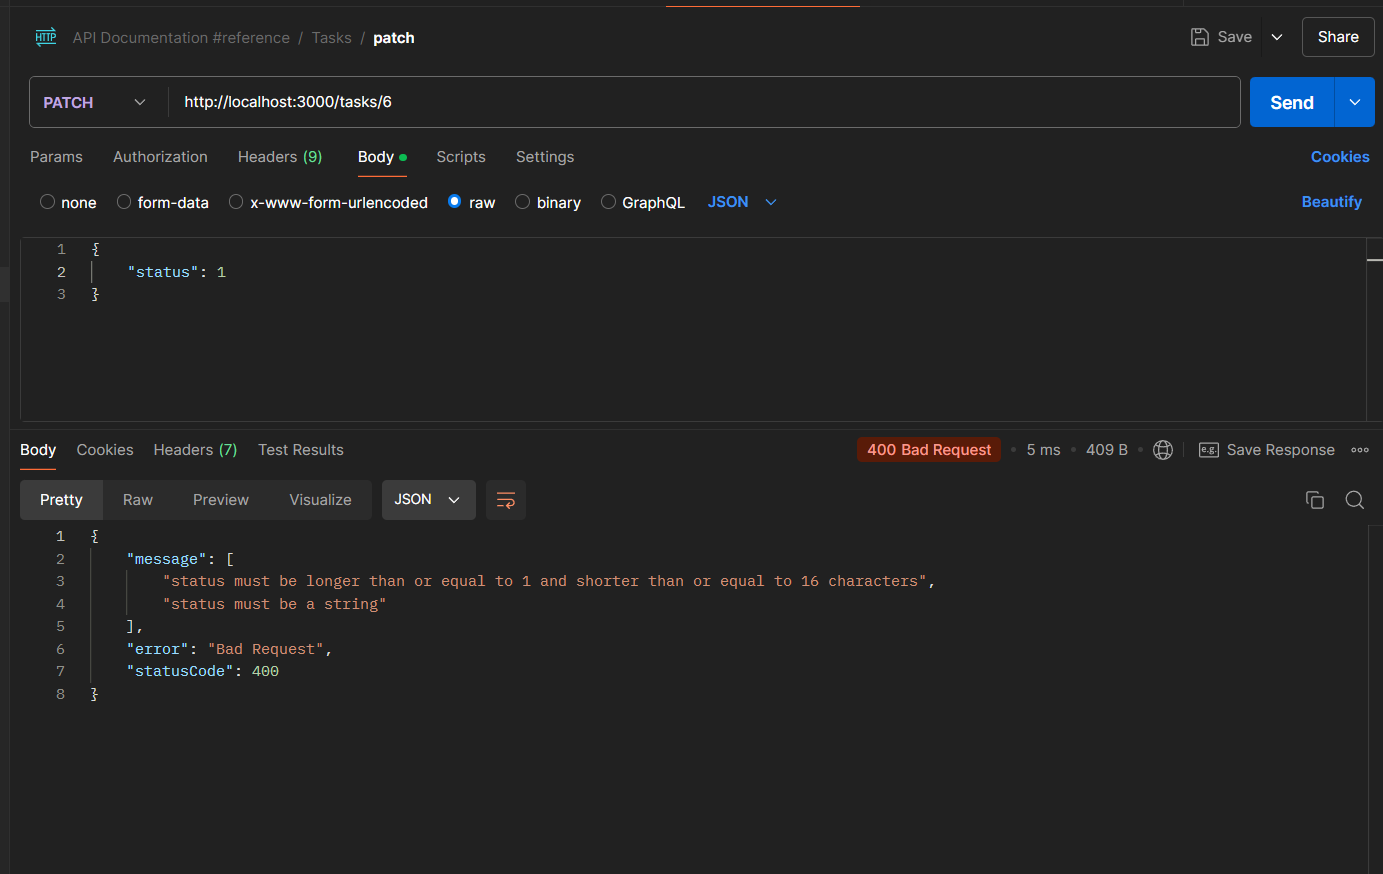 HTTP API Documentation #reference / Tasks / patch Save Share
PATCH http://localhost:3000/tasks/6 Send
Params Authorization Headers (9) Body Scripts Settings Cookies
none form-data x-www-form-urlencoded raw binary GraphQL JSON Beautify
1 {
2 "status": 1
3 }
Body Cookies Headers (7) Test Results 400 Bad Request • 5 ms • 409 B • e.g. Save Response
Pretty Raw Preview Visualize JSON
1 {
2 "message": [
3 "status must be longer than or equal to 1 and shorter than or equal to 16 characters",
4 "status must be a string"
5 ],
6 "error": "Bad Request",
7 "statusCode": 400
8 }